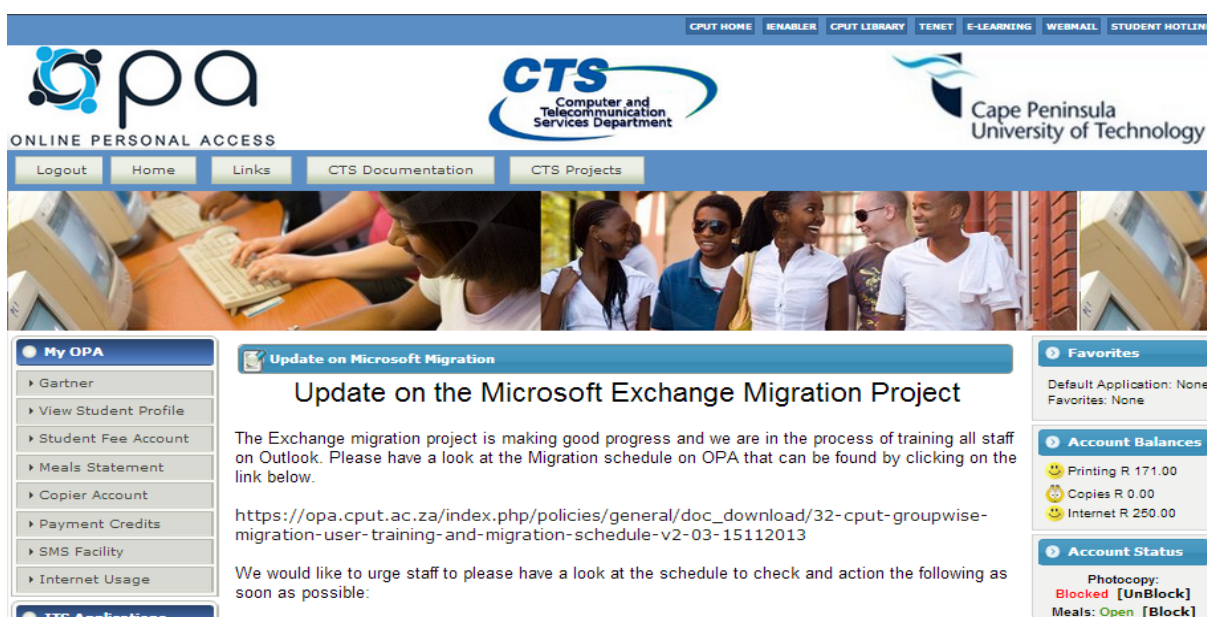 CPUT HOME IENABLER CPUT LIBRARY TENET E-LEARNING WEBMAIL STUDENT HOTLINE
opa
ONLINE PERSONAL ACCESS
CTS
Computer and
Telecommunication
Services Department
Cape Peninsula
University of Technology
Logout Home Links CTS Documentation CTS Projects
My OPA
Gartner
View Student Profile
Student Fee Account
Meals Statement
Copier Account
Payment Credits
SMS Facility
Internet Usage
ITS Applications
Update on Microsoft Migration
Update on the Microsoft Exchange Migration Project
The Exchange migration project is making good progress and we are in the process of training all staff
on Outlook. Please have a look at the Migration schedule on OPA that can be found by clicking on the
link below.
https://opa.cput.ac.za/index.php/policies/general/doc_download/32-cput-groupwise-
migration-user-training-and-migration-schedule-v2-03-15112013
We would like to urge staff to please have a look at the schedule to check and action the following as
soon as possible:
Favorites
Default Application: None
Favorites: None
Account Balances
Printing R 171.00
Copies R 0.00
Internet R 250.00
Account Status
Photocopy:
Blocked [UnBlock]
Meals: Open [Block]